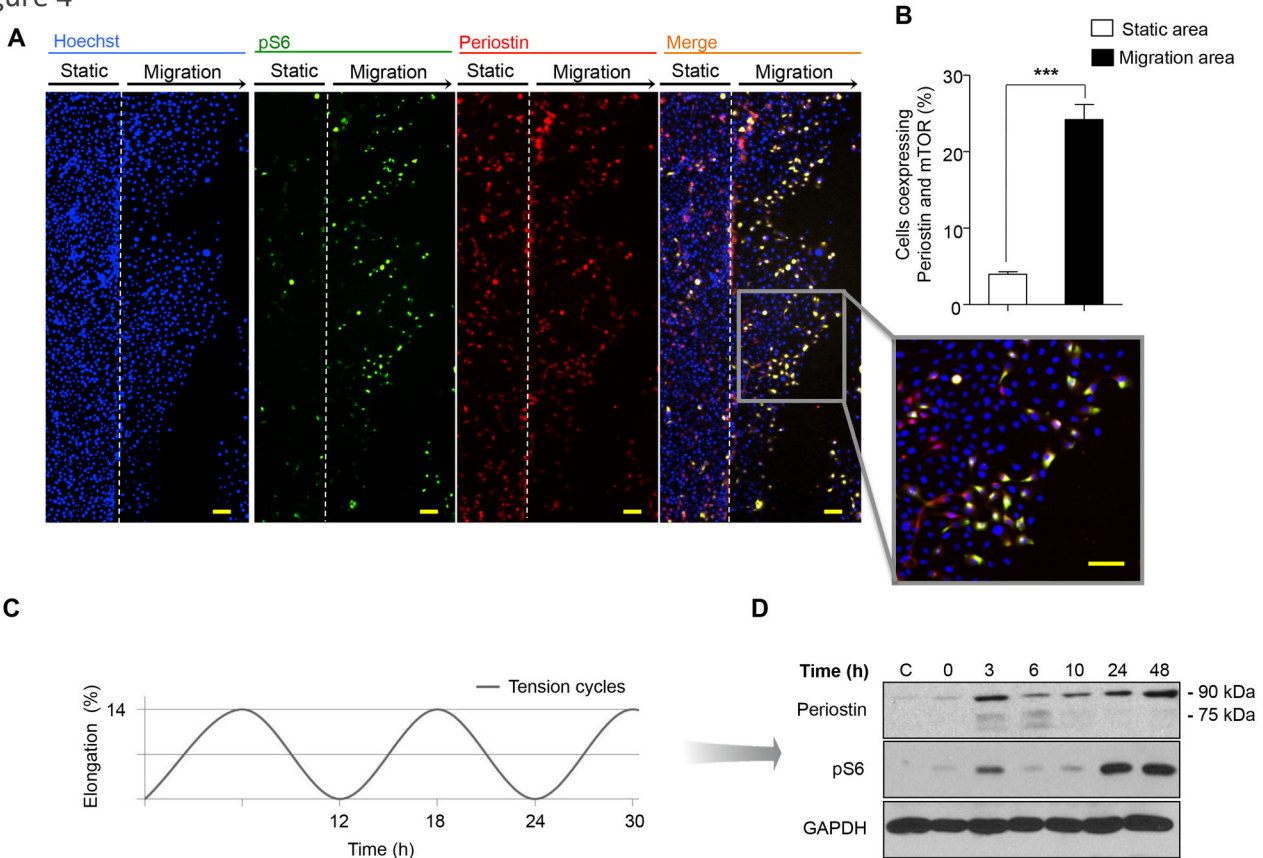 A
Hoechst
pS6
Periostin
Merge
Static
Migration
Static
Migration
Static
Migration
Static
Migration
B
Static area
Migration area
***
Cells coexpressing
Periostin and mTOR (%)
30
20
10
0
C
Elongation (%)
14
Tension cycles
12
18
24
30
Time (h)
D
Time (h) C 0 3 6 10 24 48
Periostin
- 90 kDa
- 75 kDa
pS6
GAPDH